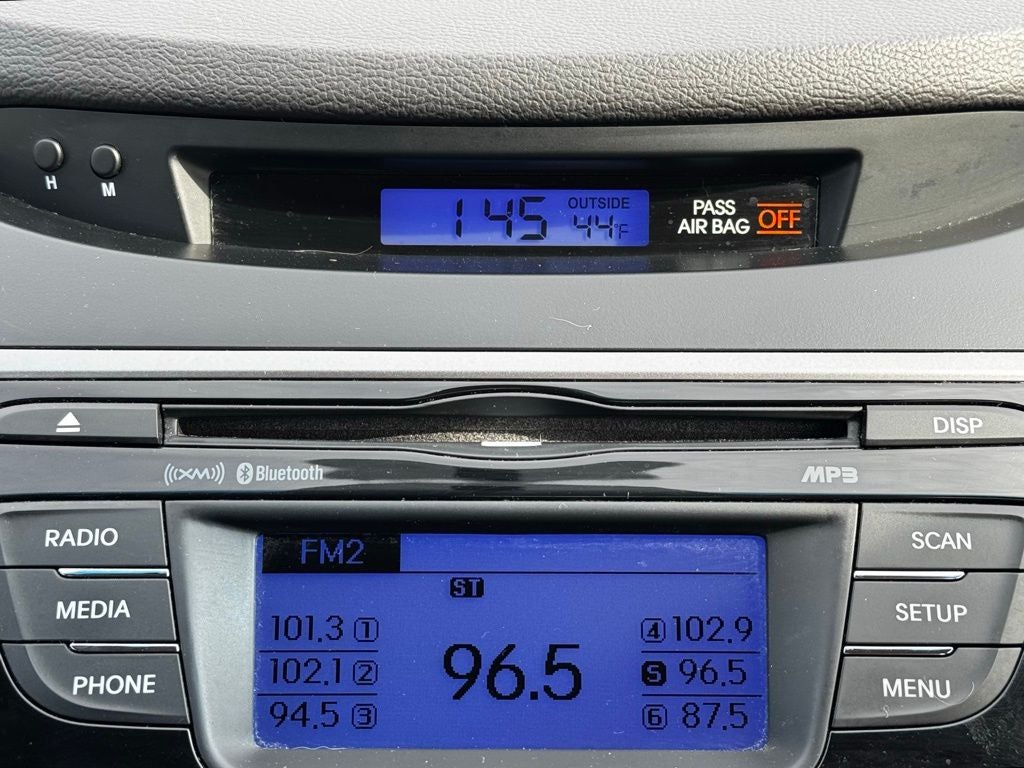 H M
1 45 OUTSIDE 44°F
PASS AIR BAG OFF
DISP
((XM)) Bluetooth MP3
RADIO
MEDIA
PHONE
FM2
ST
101.3 1
102.1 2
94.5 3
96.5
4 102.9
5 96.5
6 87.5
SCAN
SETUP
MENU